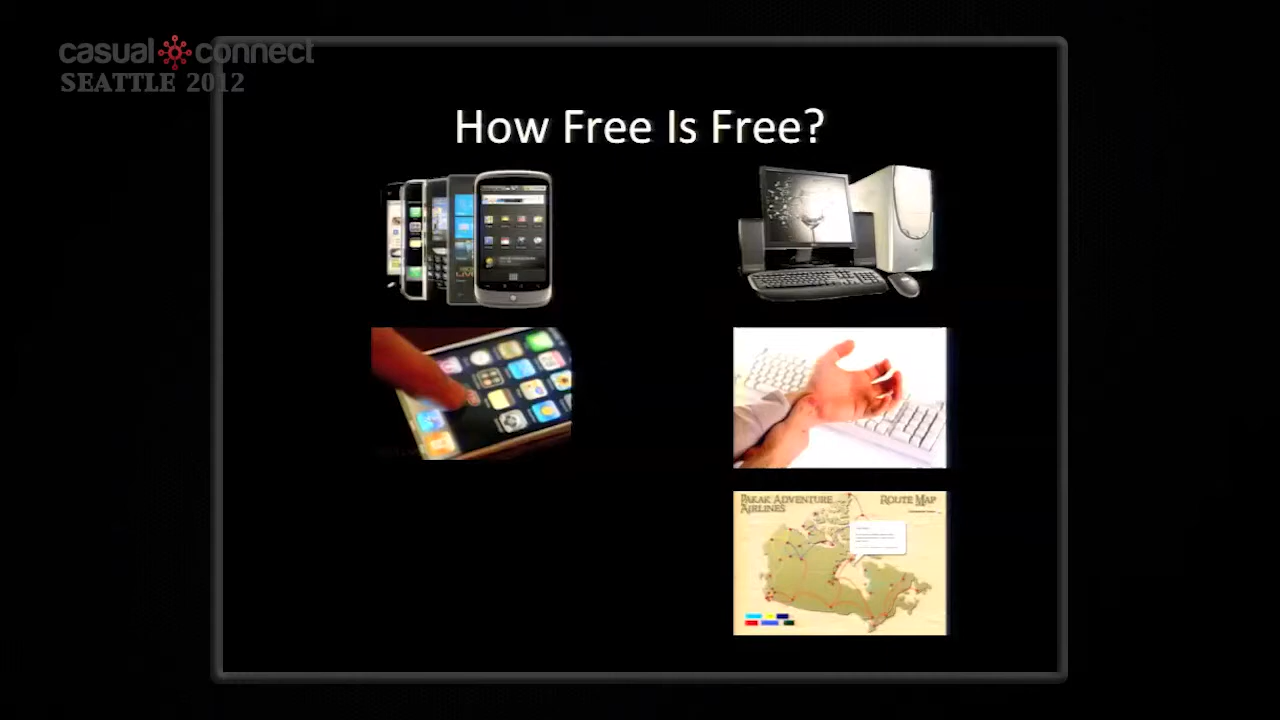 casual connect
SEATTLE 2012
How Free Is Free?
PAKAK ADVENTURE
AIRLINES
ROUTE MAP